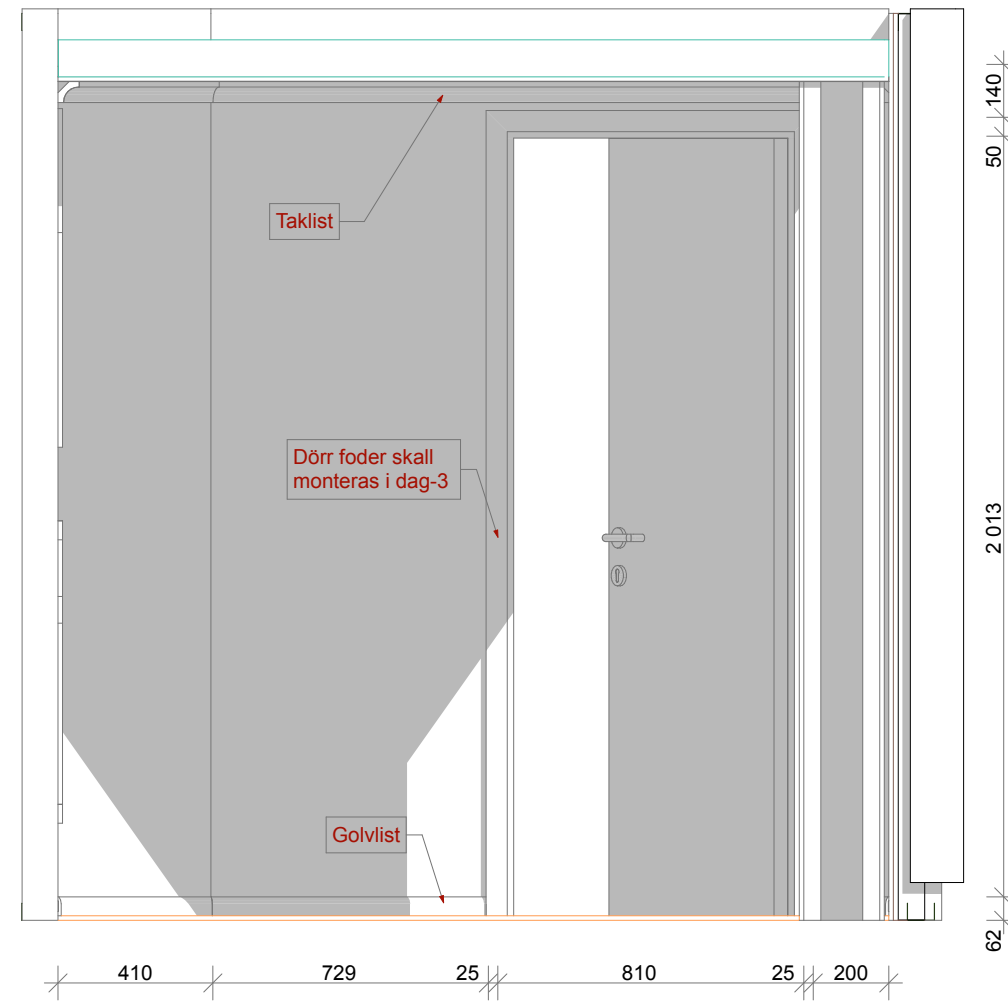 140
50
Taklist
Dörr foder skall
monteras i dag-3
2 013
Golvlist
62
410 729 25 810 25 200